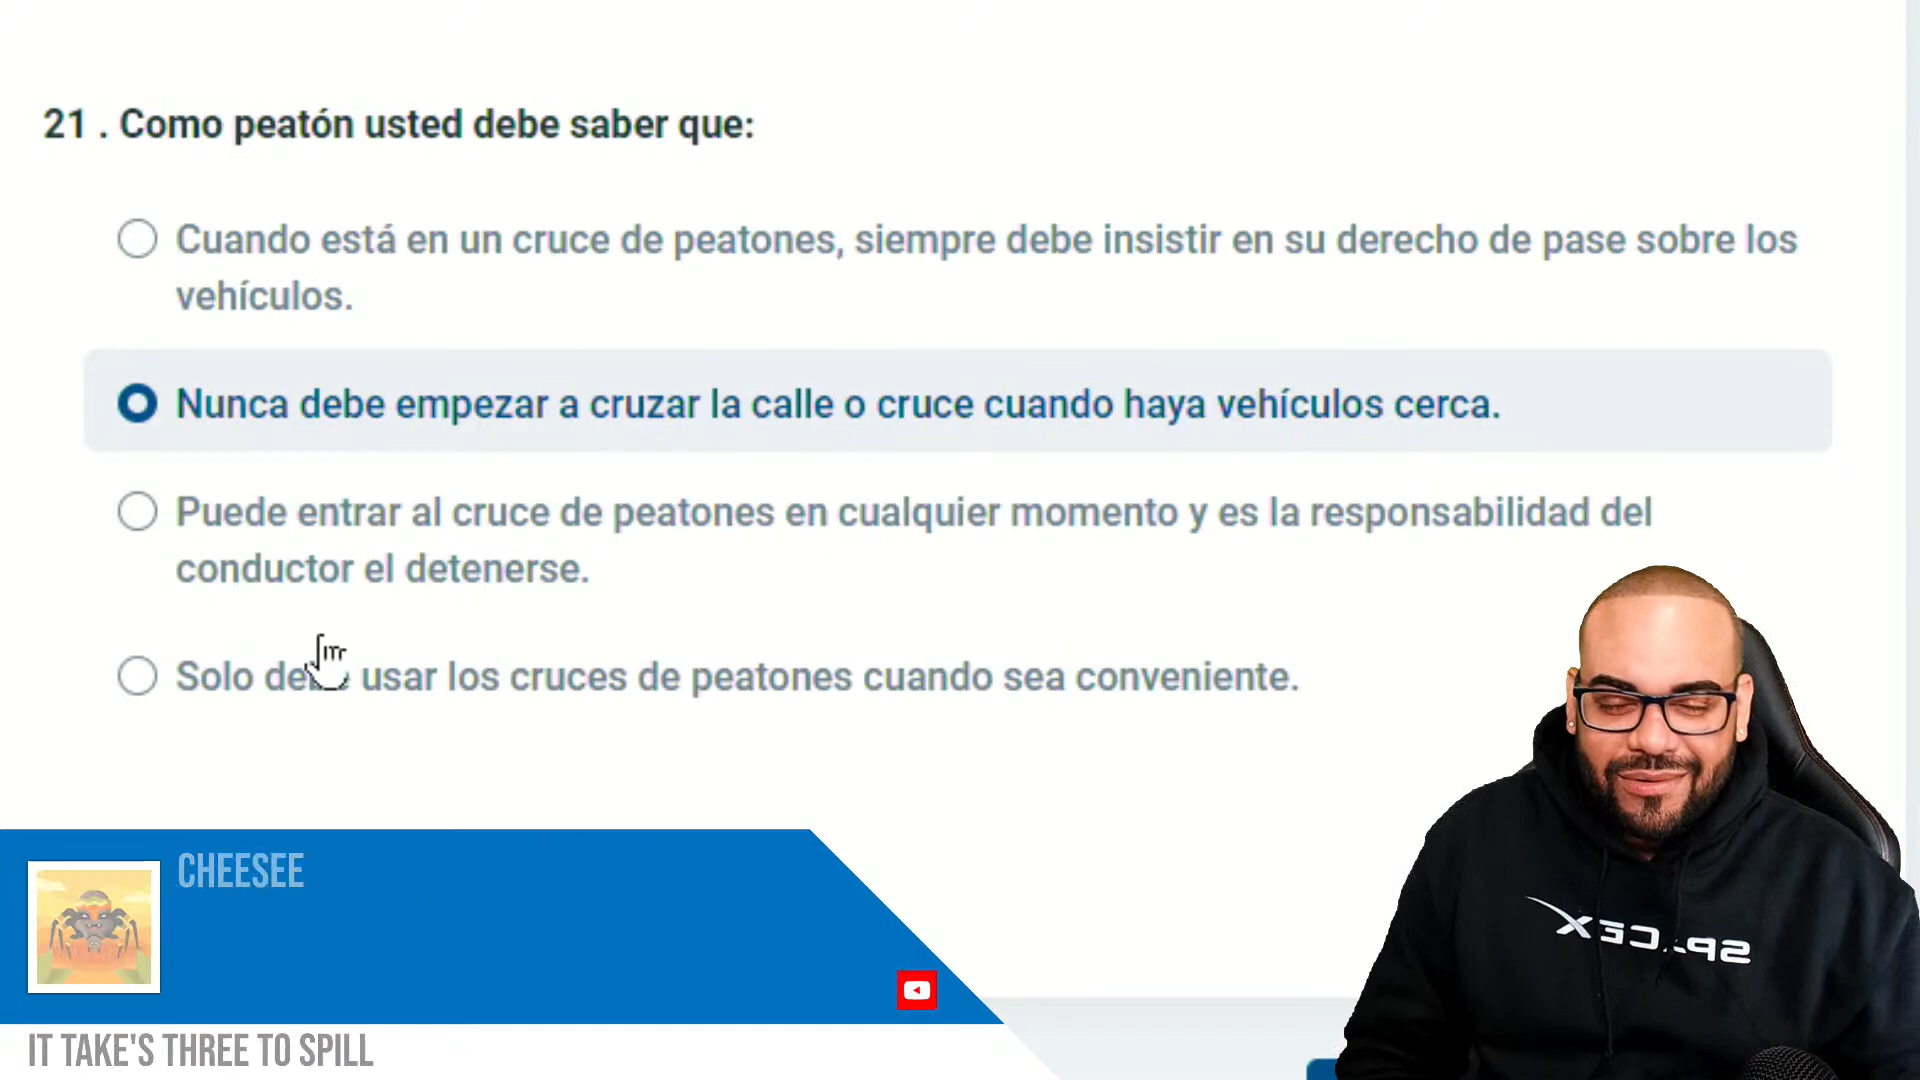 21 . Como peatón usted debe saber que:
Cuando está en un cruce de peatones, siempre debe insistir en su derecho de pase sobre los
vehículos.
Nunca debe empezar a cruzar la calle o cruce cuando haya vehículos cerca.
Puede entrar al cruce de peatones en cualquier momento y es la responsabilidad del
conductor el detenerse.
Solo usar los cruces de peatones cuando sea conveniente.
CHEESEE
SPACEX
IT TAKE'S THREE TO SPILL